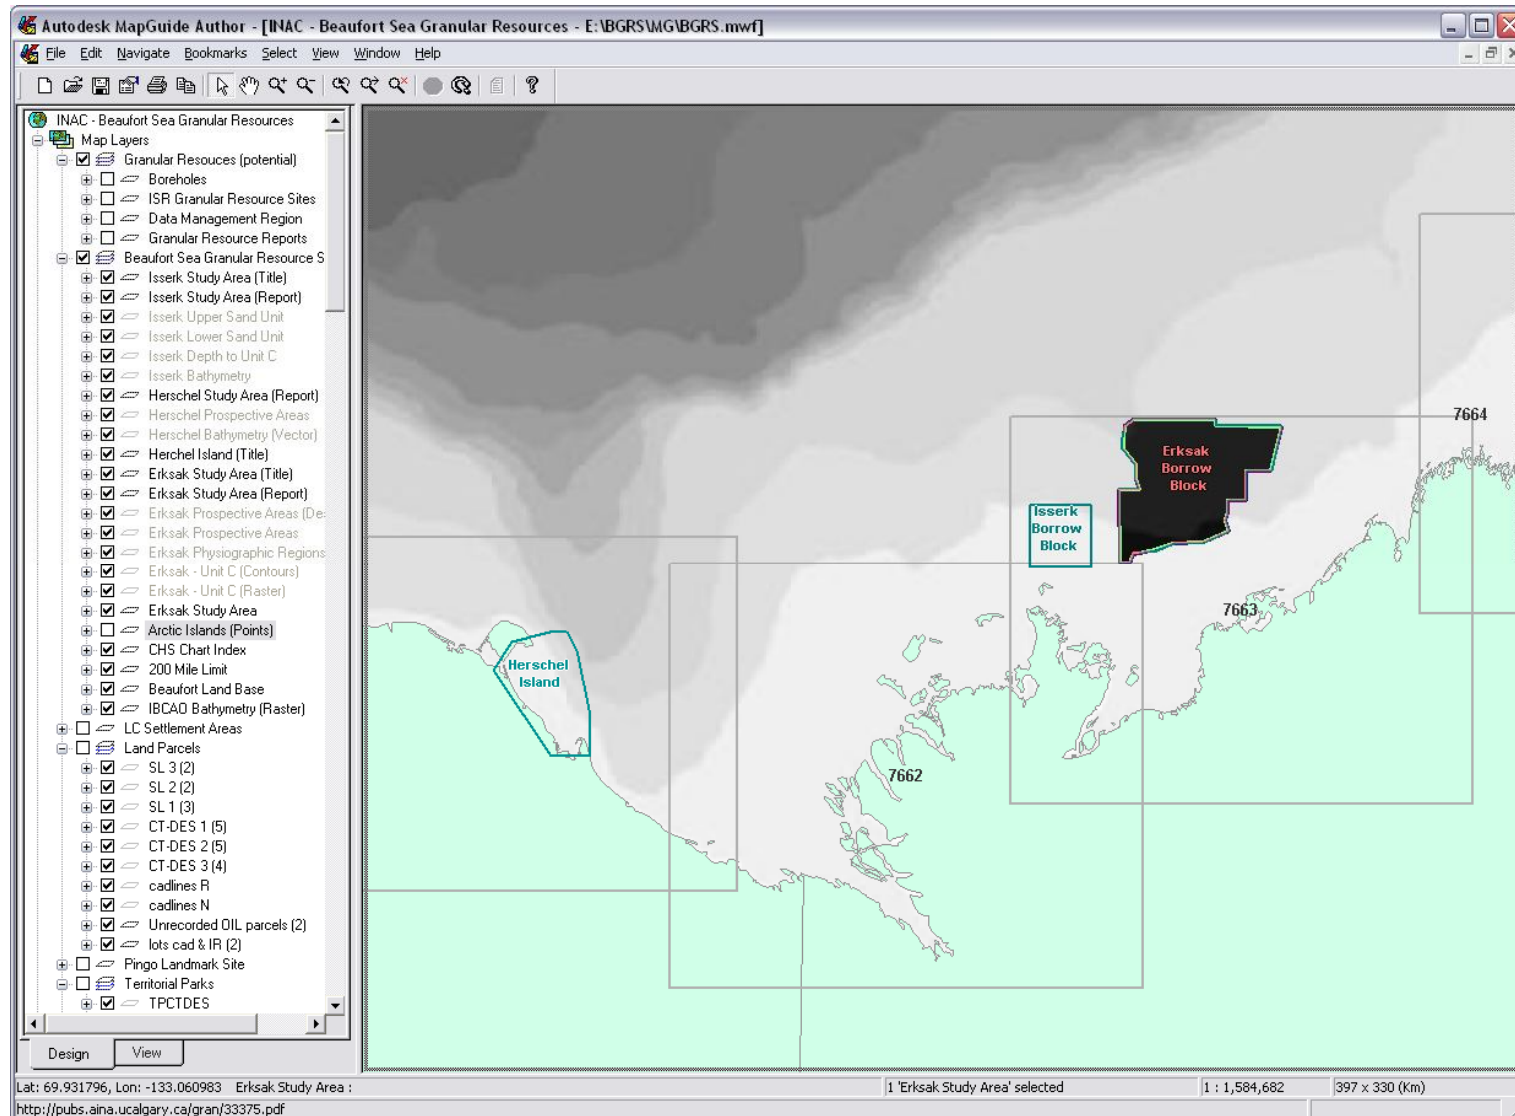 Autodesk MapGuide Author - [INAC - Beaufort Sea Granular Resources - E:\BGRS\MG\BGRS.mwf]
File Edit Navigate Bookmarks Select View Window Help
INAC - Beaufort Sea Granular Resources
Map Layers
Granular Resouces (potential)
Boreholes
ISR Granular Resource Sites
Data Management Region
Granular Resource Reports
Beaufort Sea Granular Resource S
Isserk Study Area (Title)
Isserk Study Area (Report)
Isserk Upper Sand Unit
Isserk Lower Sand Unit
Isserk Depth to Unit C
Isserk Bathymetry
Herschel Study Area (Report)
Herschel Prospective Areas
Herschel Bathymetry (Vector)
Herchel Island (Title)
Erksak Study Area (Title)
Erksak Study Area (Report)
Erksak Prospective Areas (De:
Erksak Prospective Areas
Erksak Physiographic Regions
Erksak - Unit C (Contours)
Erksak - Unit C (Raster)
Erksak Study Area
Arctic Islands (Points)
CHS Chart Index
200 Mile Limit
Beaufort Land Base
IBCAO Bathymetry (Raster)
LC Settlement Areas
Land Parcels
SL 3 (2)
SL 2 (2)
SL 1 (3)
CT-DES 1 (5)
CT-DES 2 (5)
CT-DES 3 (4)
cadlines R
cadlines N
Unrecorded OIL parcels (2)
lots cad & IR (2)
Pingo Landmark Site
Territorial Parks
TPCTDES
Design View
7664
Erksak
Borrow
Block
Isserk
Borrow
Block
7663
Herschel
Island
7662
Lat: 69.931796, Lon: -133.060983 Erksak Study Area : 1 'Erksak Study Area' selected 1 : 1,584,682 397 x 330 (Km)
http://pubs.aina.ucalgary.ca/gran/33375.pdf